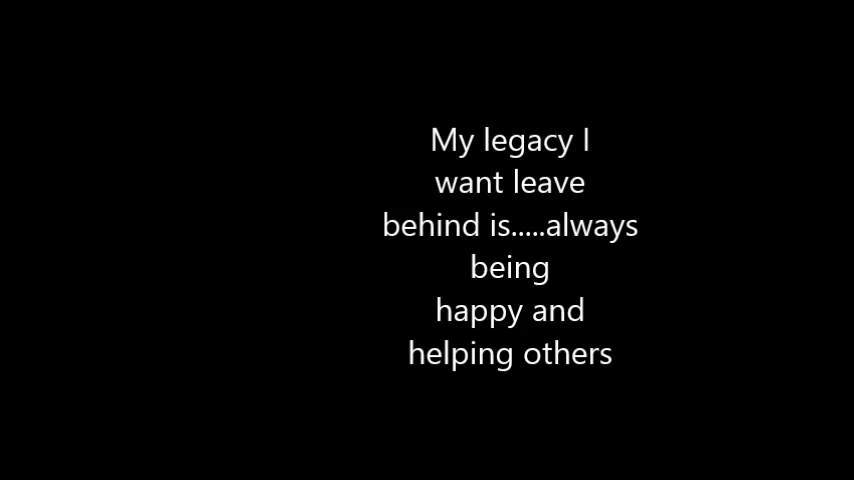 My legacy I
want leave
behind is.....always
being
happy and
helping others